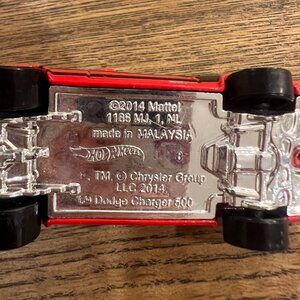 ©2014 Mattel
1186 MJ, 1, NL
made in MALAYSIA
Hot Wheels
TM, © Chrysler Group
LLC 2014.
Dodge Charger 500